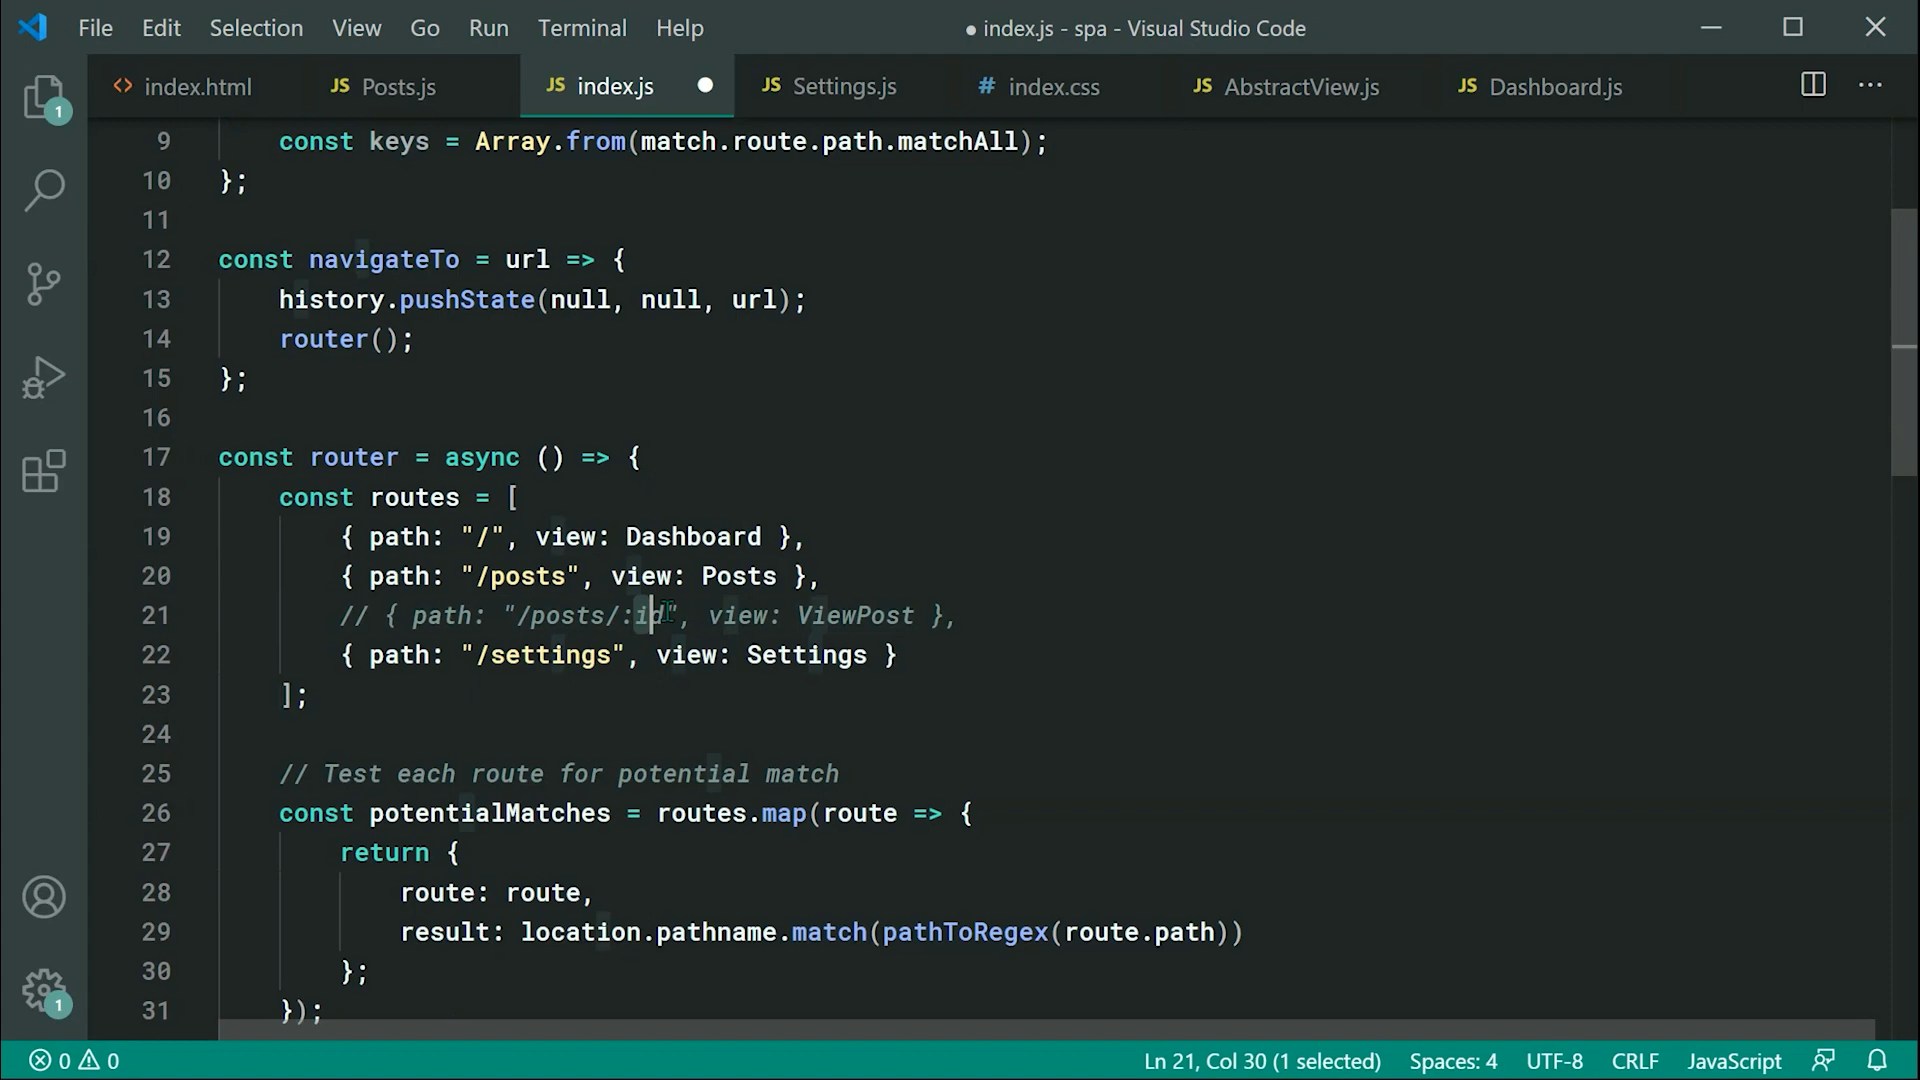 File Edit Selection View Go Run Terminal Help ● index.js - spa - Visual Studio Code
<> index.html JS Posts.js JS index.js ● JS Settings.js # index.css JS AbstractView.js JS Dashboard.js ...
1
9 const keys = Array.from(match.route.path.matchAll);
10 };
11
12 const navigateTo = url => {
13 history.pushState(null, null, url);
14 router();
15 };
16
17 const router = async () => {
18 const routes = [
19 { path: "/", view: Dashboard },
20 { path: "/posts", view: Posts },
21 // { path: "/posts/:id", view: ViewPost },
22 { path: "/settings", view: Settings }
23 ];
24
25 // Test each route for potential match
26 const potentialMatches = routes.map(route => {
27 return {
28 route: route,
29 result: location.pathname.match(pathToRegex(route.path))
30 };
31 });
1
0 0 Ln 21, Col 30 (1 selected) Spaces: 4 UTF-8 CRLF JavaScript